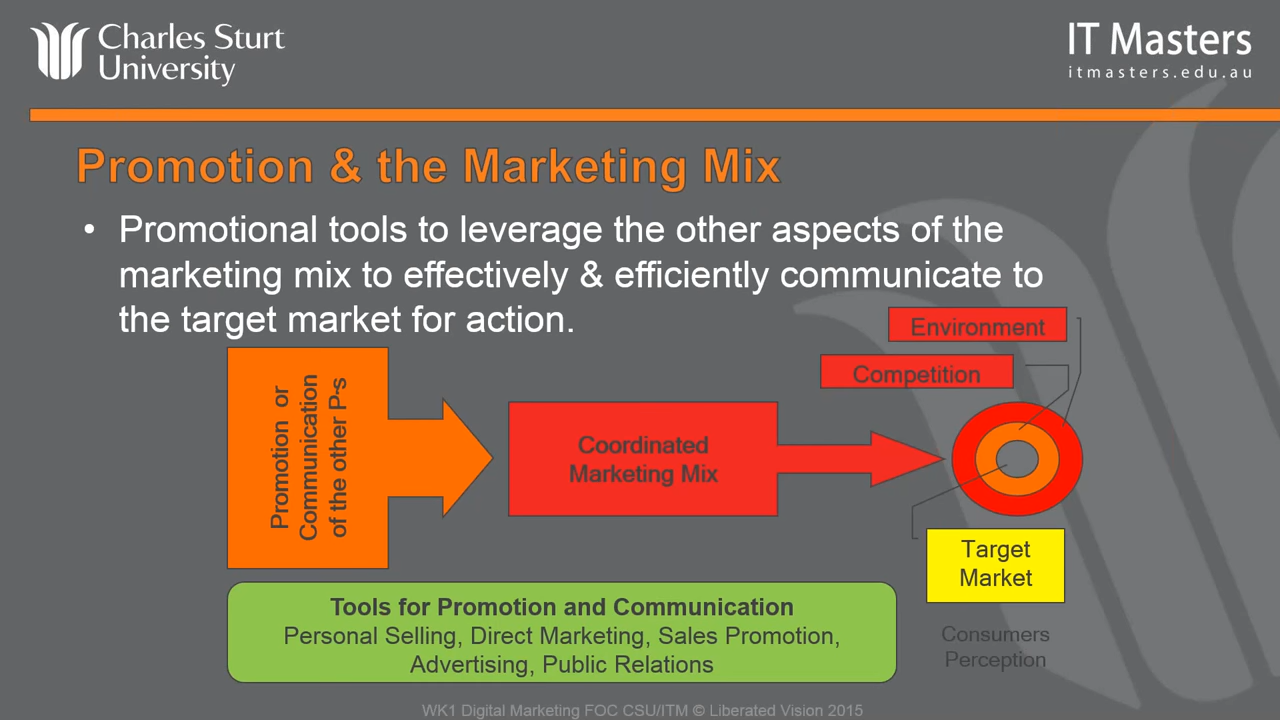 Charles Sturt
University
IT Masters
itmasters.edu.au
Promotion & the Marketing Mix
• Promotional tools to leverage the other aspects of the
marketing mix to effectively & efficiently communicate to
the target market for action.
Environment
Competition
Promotion or
Communication
of the other P-s
Coordinated
Marketing Mix
Target
Market
Tools for Promotion and Communication
Personal Selling, Direct Marketing, Sales Promotion,
Advertising, Public Relations
Consumers
Perception
WK1 Digital Marketing FOC CSU/ITM © Liberated Vision 2015